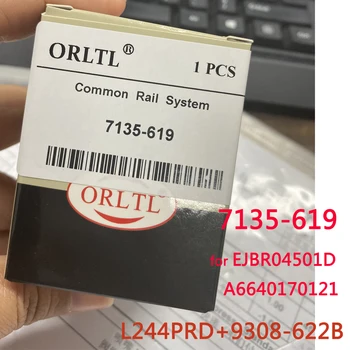 ORLTL®
1 PCS
Common Rail System
7135-619
ORLTL
7135-619
for EJBR04501D
A6640170121
L244PRD+9308-622B